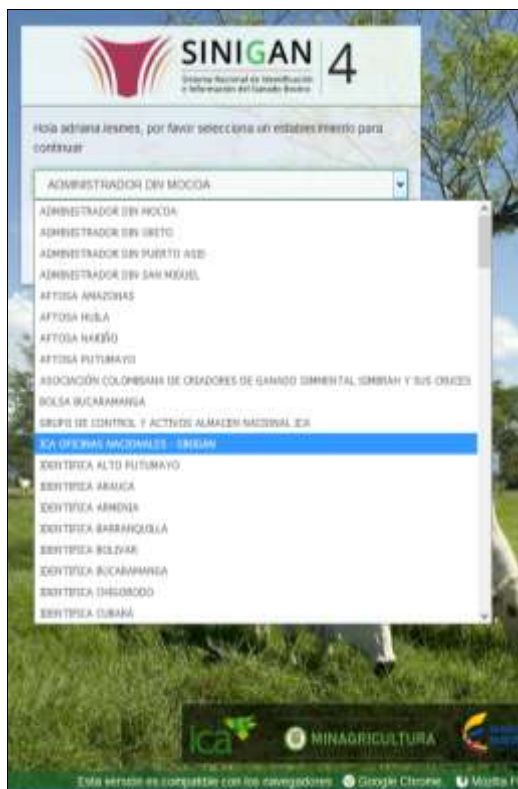 SINIGAN 4
Sistema Nacional de Identificación
e Información del Ganado Bovino
Hola adriana lesmes, por favor selecciona un establecimiento para
continuar
ADMINISTRADOR DIN MOCOA
ADMINISTRADOR DIN MOCOA
ADMINISTRADOR DIN ORITO
ADMINISTRADOR DIN PUERTO ASIS
ADMINISTRADOR DIN SAN MIGUEL
AFTOSA AMAZONAS
AFTOSA HUILA
AFTOSA NARIÑO
AFTOSA PUTUMAYO
ASOCIACIÓN COLOMBIANA DE CRIADORES DE GANADO SIMMENTAL SIMBRAH Y SUS CRUCES
BOLSA BUCARAMANGA
GRUPO DE CONTROL Y ACTIVOS ALMACEN NACIONAL ICA
ICA OFICINAS NACIONALES - SINIGAN
IDENTIFICA ALTO PUTUMAYO
IDENTIFICA ARAUCA
IDENTIFICA ARMENIA
IDENTIFICA BARRANQUILLA
IDENTIFICA BOLIVAR
IDENTIFICA BUCARAMANGA
IDENTIFICA CHIGORODO
IDENTIFICA CUBARÁ
ica MINAGRICULTURA
Esta versión es compatible con los navegadores Google Chrome Mozilla F